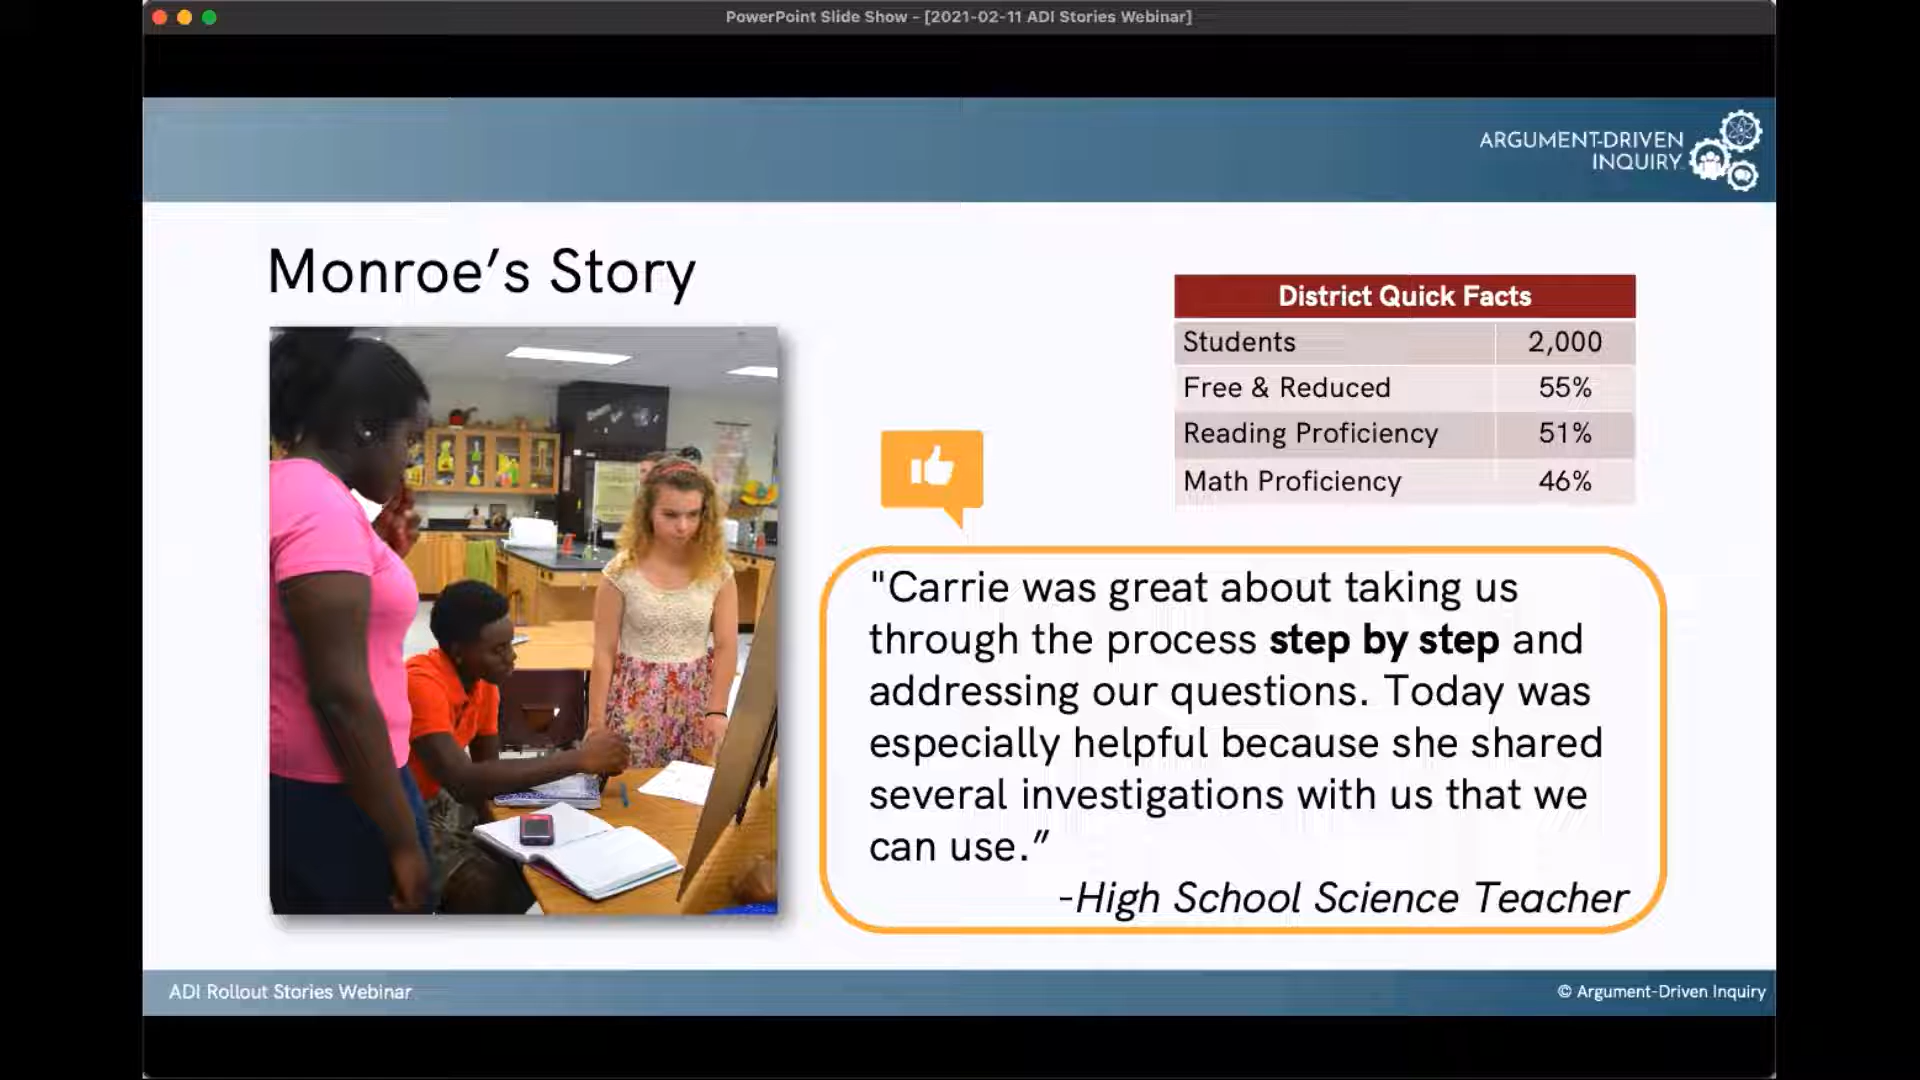 PowerPoint Slide Show - [2021-02-11 ADI Stories Webinar]
ARGUMENT-DRIVEN
INQUIRY
Monroe’s Story
District Quick Facts
Students 2,000
Free & Reduced 55%
Reading Proficiency 51%
Math Proficiency 46%
"Carrie was great about taking us
through the process step by step and
addressing our questions. Today was
especially helpful because she shared
several investigations with us that we
can use.”
-High School Science Teacher
ADI Rollout Stories Webinar
© Argument-Driven Inquiry